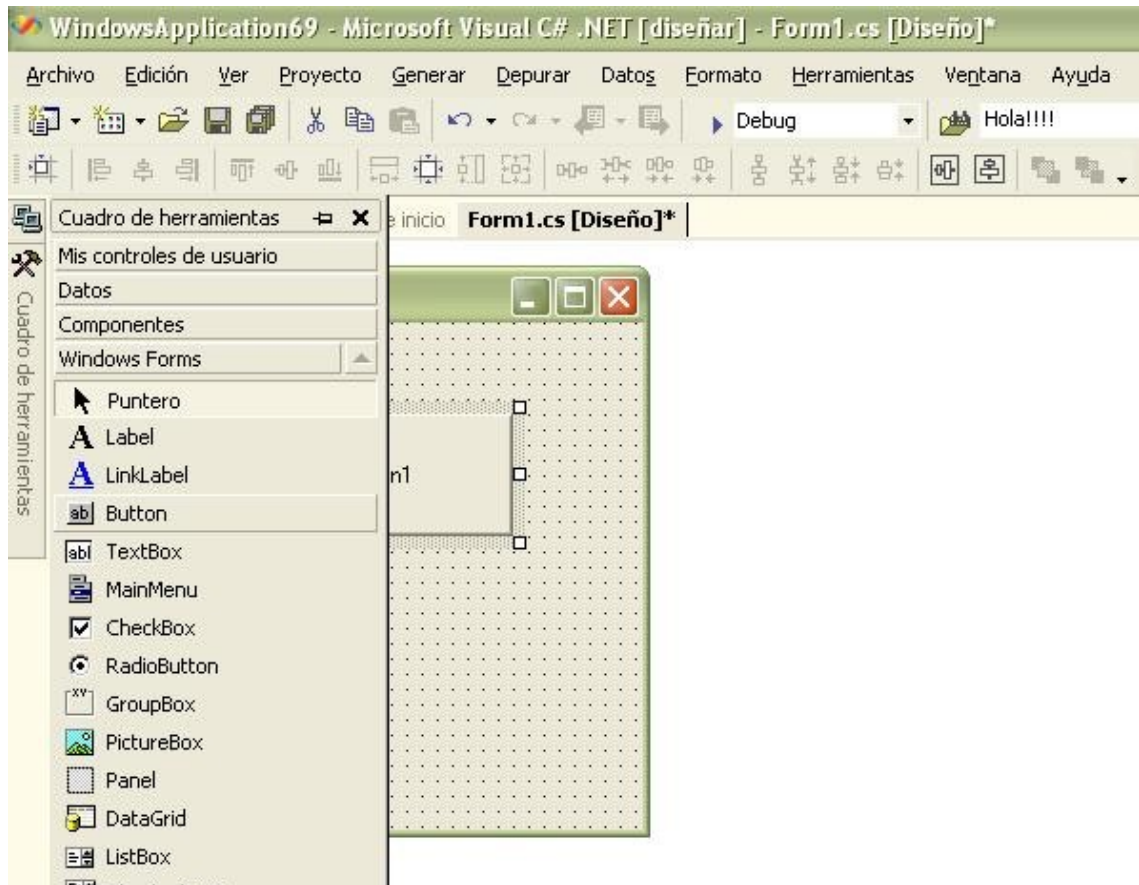 WindowsApplication69 - Microsoft Visual C# .NET [diseñar] - Form1.cs [Diseño]*
Archivo Edición Ver Proyecto Generar Depurar Datos Formato Herramientas Ventana Ayuda
Debug Hola!!!!
Cuadro de herramientas
e inicio Form1.cs [Diseño]*
Cuadro de herramientas
Mis controles de usuario
Datos
Componentes
Windows Forms
Puntero
Label
LinkLabel
n1
Button
TextBox
MainMenu
CheckBox
RadioButton
GroupBox
PictureBox
Panel
DataGrid
ListBox